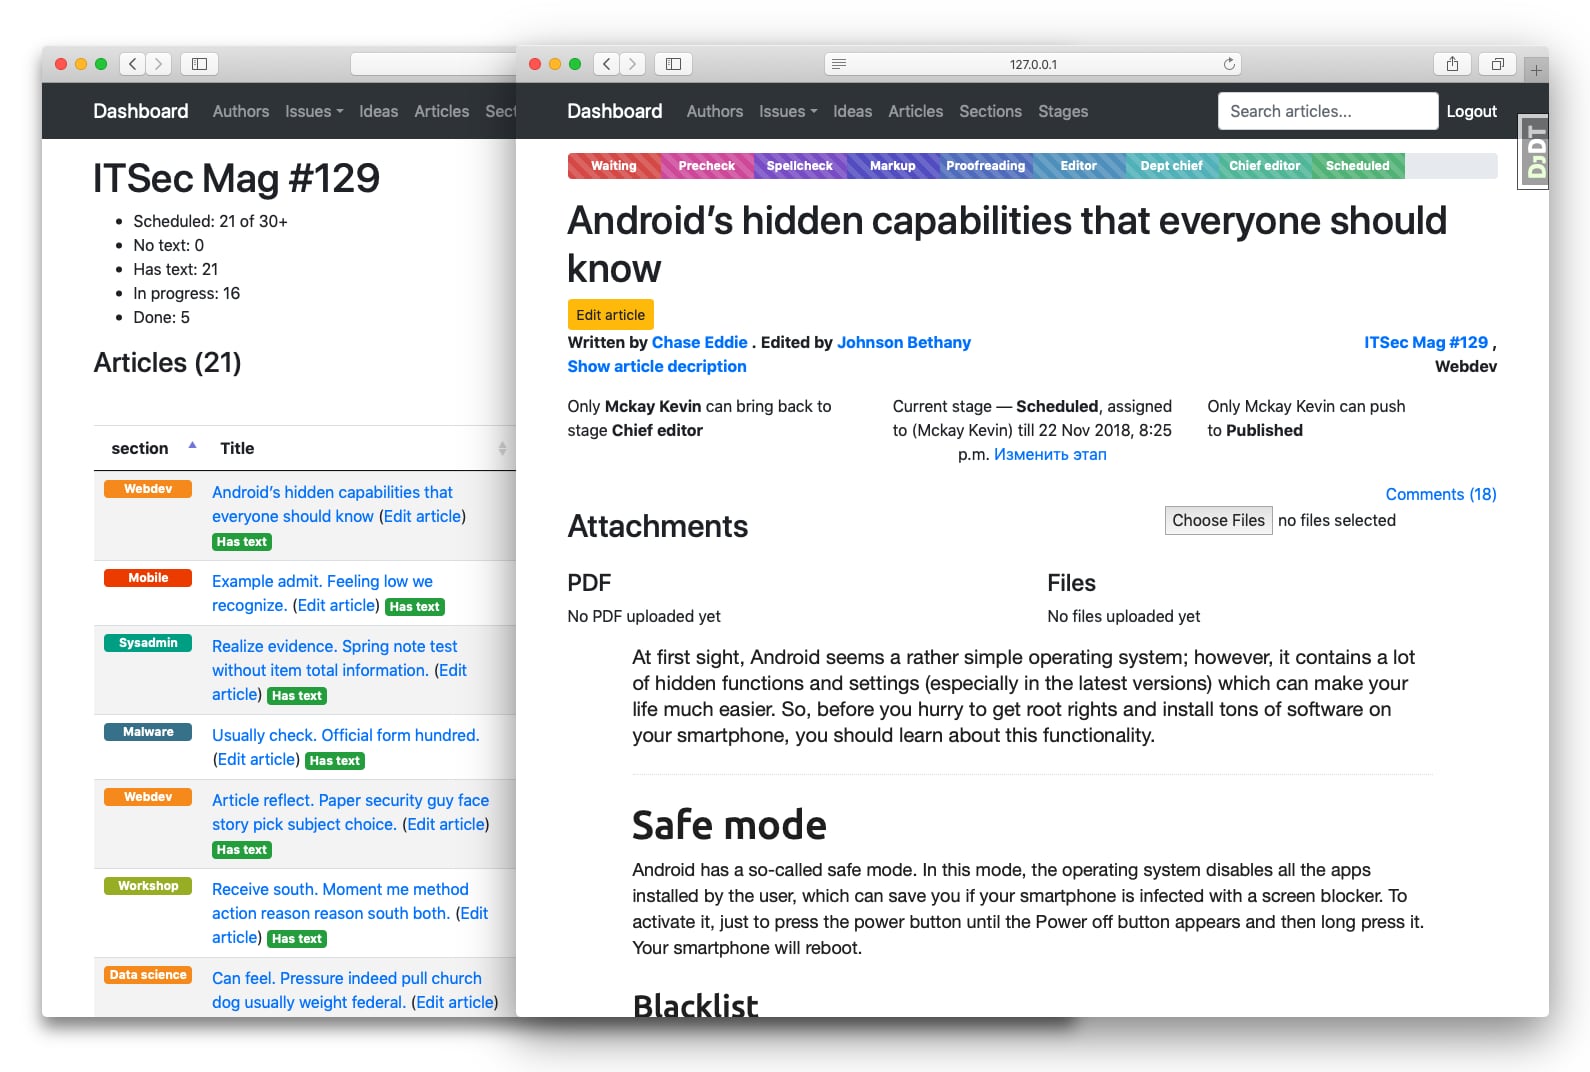 Dashboard Authors Issues Ideas Articles Sect
ITSec Mag #129
Scheduled: 21 of 30+
No text: 0
Has text: 21
In progress: 16
Done: 5
Articles (21)
section Title
Webdev
Android’s hidden capabilities that
everyone should know (Edit article)
Has text
Mobile
Example admit. Feeling low we
recognize. (Edit article) Has text
Sysadmin
Realize evidence. Spring note test
without item total information. (Edit
article) Has text
Malware
Usually check. Official form hundred.
(Edit article) Has text
Webdev
Article reflect. Paper security guy face
story pick subject choice. (Edit article)
Has text
Workshop
Receive south. Moment me method
action reason reason south both. (Edit
article) Has text
Data science
Can feel. Pressure indeed pull church
dog usually weight federal. (Edit article)
127.0.0.1
Dashboard Authors Issues Ideas Articles Sections Stages Search articles... Logout
DjDT
Waiting Precheck Spellcheck Markup Proofreading Editor Dept chief Chief editor Scheduled
Android’s hidden capabilities that everyone should
know
Edit article
Written by Chase Eddie . Edited by Johnson Bethany
Show article decription
ITSec Mag #129 ,
Webdev
Only Mckay Kevin can bring back to
stage Chief editor
Current stage — Scheduled, assigned
to (Mckay Kevin) till 22 Nov 2018, 8:25
p.m. Изменить этап
Only Mckay Kevin can push
to Published
Comments (18)
Attachments
Choose Files no files selected
PDF
No PDF uploaded yet
Files
No files uploaded yet
At first sight, Android seems a rather simple operating system; however, it contains a lot
of hidden functions and settings (especially in the latest versions) which can make your
life much easier. So, before you hurry to get root rights and install tons of software on
your smartphone, you should learn about this functionality.
Safe mode
Android has a so-called safe mode. In this mode, the operating system disables all the apps
installed by the user, which can save you if your smartphone is infected with a screen blocker. To
activate it, just to press the power button until the Power off button appears and then long press it.
Your smartphone will reboot.
Blacklist